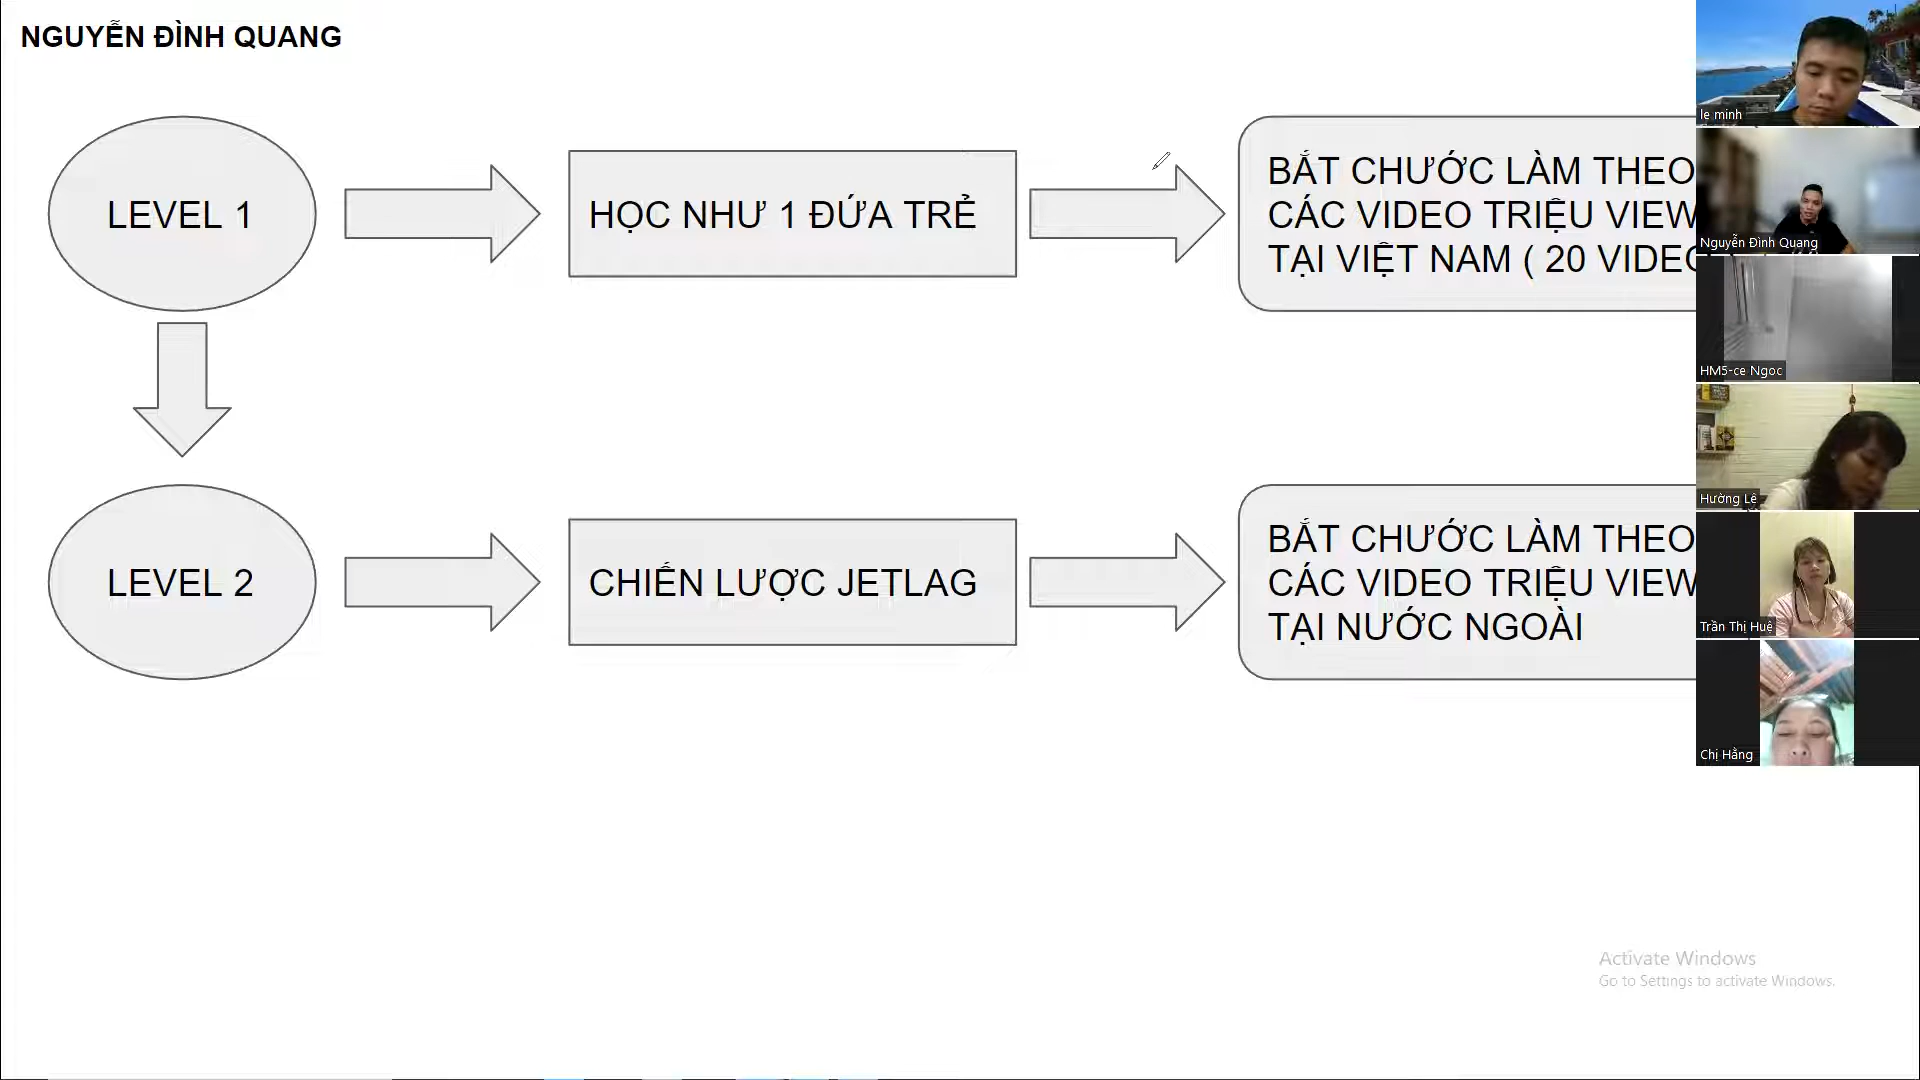 NGUYỄN ĐÌNH QUANG
LEVEL 1
HỌC NHƯ 1 ĐỨA TRẺ
BẮT CHƯỚC LÀM THEO
CÁC VIDEO TRIỆU VIEW
TẠI VIỆT NAM ( 20 VIDEO
LEVEL 2
CHIẾN LƯỢC JETLAG
BẮT CHƯỚC LÀM THEO
CÁC VIDEO TRIỆU VIEW
TẠI NƯỚC NGOÀI
le minh
Nguyễn Đình Quang
HM5-ce Ngoc
Hường Lê
Trần Thị Huệ
Chị Hằng
Activate Windows
Go to Settings to activate Windows.